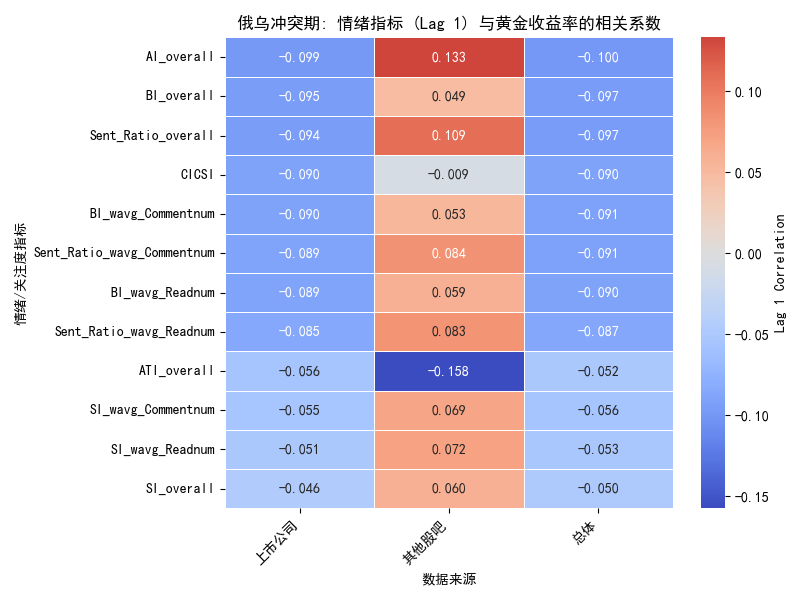 俄乌冲突期: 情绪指标 (Lag 1) 与黄金收益率的相关系数
AI_overall -0.099 0.133 -0.100
BI_overall -0.095 0.049 -0.097
Sent_Ratio_overall -0.094 0.109 -0.097
CICSI -0.090 -0.009 -0.090
BI_wavg_Commentnum -0.090 0.053 -0.091
Sent_Ratio_wavg_Commentnum -0.089 0.084 -0.091
BI_wavg_Readnum -0.089 0.059 -0.090
Sent_Ratio_wavg_Readnum -0.085 0.083 -0.087
ATI_overall -0.056 -0.158 -0.052
SI_wavg_Commentnum -0.055 0.069 -0.056
SI_wavg_Readnum -0.051 0.072 -0.053
SI_overall -0.046 0.060 -0.050
情绪/关注度指标
上市公司 其他股吧 总体
数据来源
0.10
0.05
0.00
-0.05
-0.10
-0.15
Lag 1 Correlation